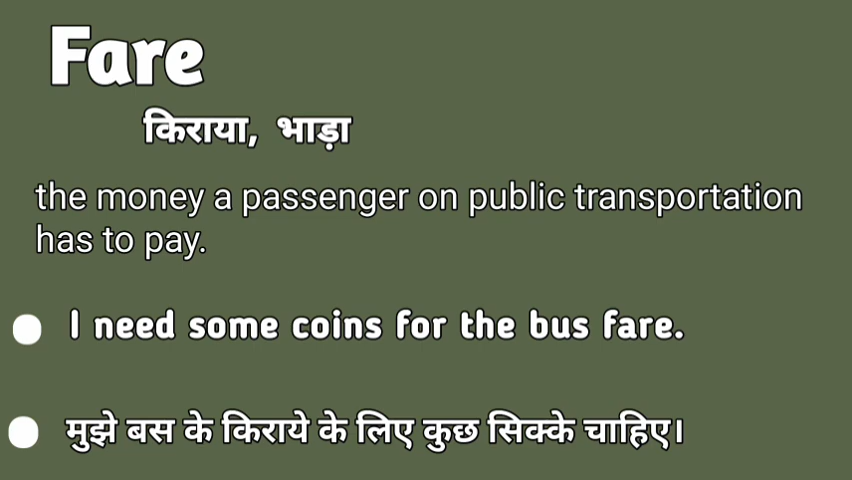 Fare
किराया, भाड़ा
the money a passenger on public transportation
has to pay.
I need some coins for the bus fare.
मुझे बस के किराये के लिए कुछ सिक्के चाहिए।